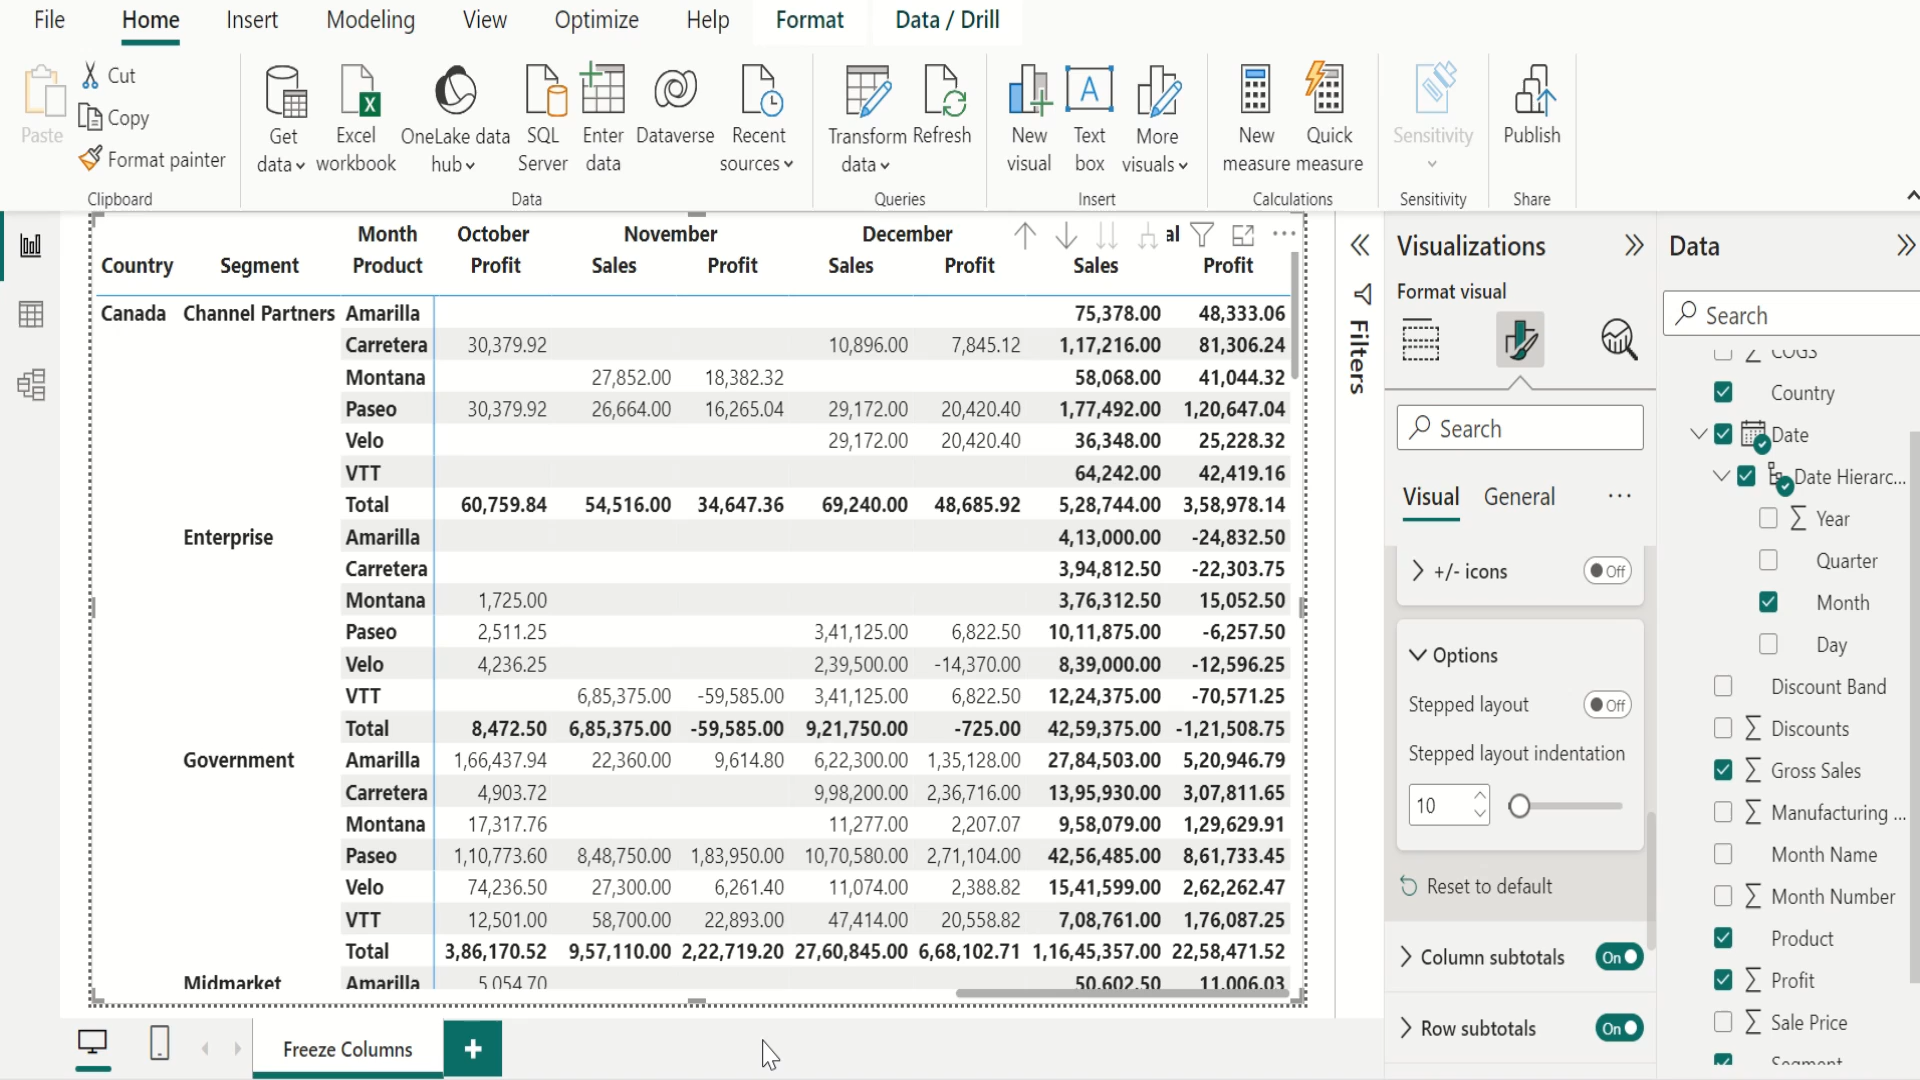 File Home Insert Modeling View Optimize Help Format Data / Drill
Paste
Cut
Copy
Format painter
Clipboard
Get data
Excel workbook
OneLake data hub
SQL Server
Enter data
Dataverse
Recent sources
Data
Transform data
Refresh
Queries
New visual
Text box
More visuals
Insert
New measure
Quick measure
Calculations
Sensitivity
Sensitivity
Publish
Share
Month October November December al
Country Segment Product Profit Sales Profit Sales Profit Sales Profit
Canada Channel Partners Amarilla 75,378.00 48,333.06
Carretera 30,379.92 10,896.00 7,845.12 1,17,216.00 81,306.24
Montana 27,852.00 18,382.32 58,068.00 41,044.32
Paseo 30,379.92 26,664.00 16,265.04 29,172.00 20,420.40 1,77,492.00 1,20,647.04
Velo 29,172.00 20,420.40 36,348.00 25,228.32
VTT 64,242.00 42,419.16
Total 60,759.84 54,516.00 34,647.36 69,240.00 48,685.92 5,28,744.00 3,58,978.14
Enterprise Amarilla 4,13,000.00 -24,832.50
Carretera 3,94,812.50 -22,303.75
Montana 1,725.00 3,76,312.50 15,052.50
Paseo 2,511.25 3,41,125.00 6,822.50 10,11,875.00 -6,257.50
Velo 4,236.25 2,39,500.00 -14,370.00 8,39,000.00 -12,596.25
VTT 6,85,375.00 -59,585.00 3,41,125.00 6,822.50 12,24,375.00 -70,571.25
Total 8,472.50 6,85,375.00 -59,585.00 9,21,750.00 -725.00 42,59,375.00 -1,21,508.75
Government Amarilla 1,66,437.94 22,360.00 9,614.80 6,22,300.00 1,35,128.00 27,84,503.00 5,20,946.79
Carretera 4,903.72 9,98,200.00 2,36,716.00 13,95,930.00 3,07,811.65
Montana 17,317.76 11,277.00 2,207.07 9,58,079.00 1,29,629.91
Paseo 1,10,773.60 8,48,750.00 1,83,950.00 10,70,580.00 2,71,104.00 42,56,485.00 8,61,733.45
Velo 74,236.50 27,300.00 6,261.40 11,074.00 2,388.82 15,41,599.00 2,62,262.47
VTT 12,501.00 58,700.00 22,893.00 47,414.00 20,558.82 7,08,761.00 1,76,087.25
Total 3,86,170.52 9,57,110.00 2,22,719.20 27,60,845.00 6,68,102.71 1,16,45,357.00 22,58,471.52
Midmarket Amarilla 5,054.70 50,602.50 11,006.03
Freeze Columns
Filters
Visualizations
Format visual
Search
Visual General
+/- icons Off
Options
Stepped layout Off
Stepped layout indentation
10
Reset to default
Column subtotals On
Row subtotals On
Data
Search
COGS
Country
Date
Date Hierarc...
Year
Quarter
Month
Day
Discount Band
Discounts
Gross Sales
Manufacturing ...
Month Name
Month Number
Product
Profit
Sale Price
Segment